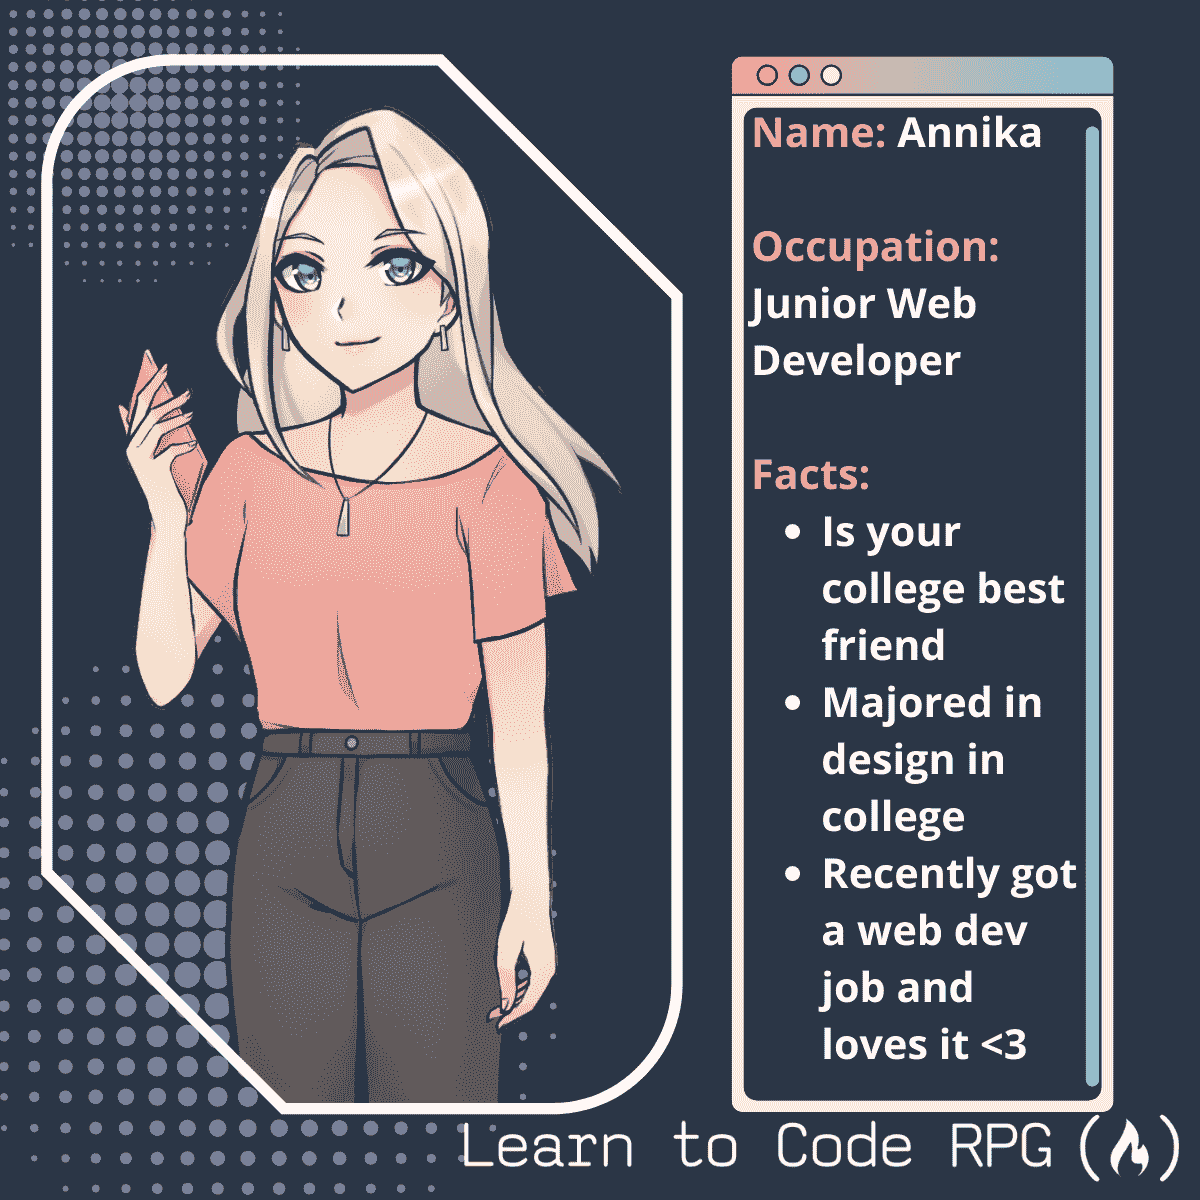 Name: Annika
Occupation:
Junior Web
Developer
Facts:
• Is your
college best
friend
• Majored in
design in
college
• Recently got
a web dev
job and
loves it <3
Learn to Code RPG